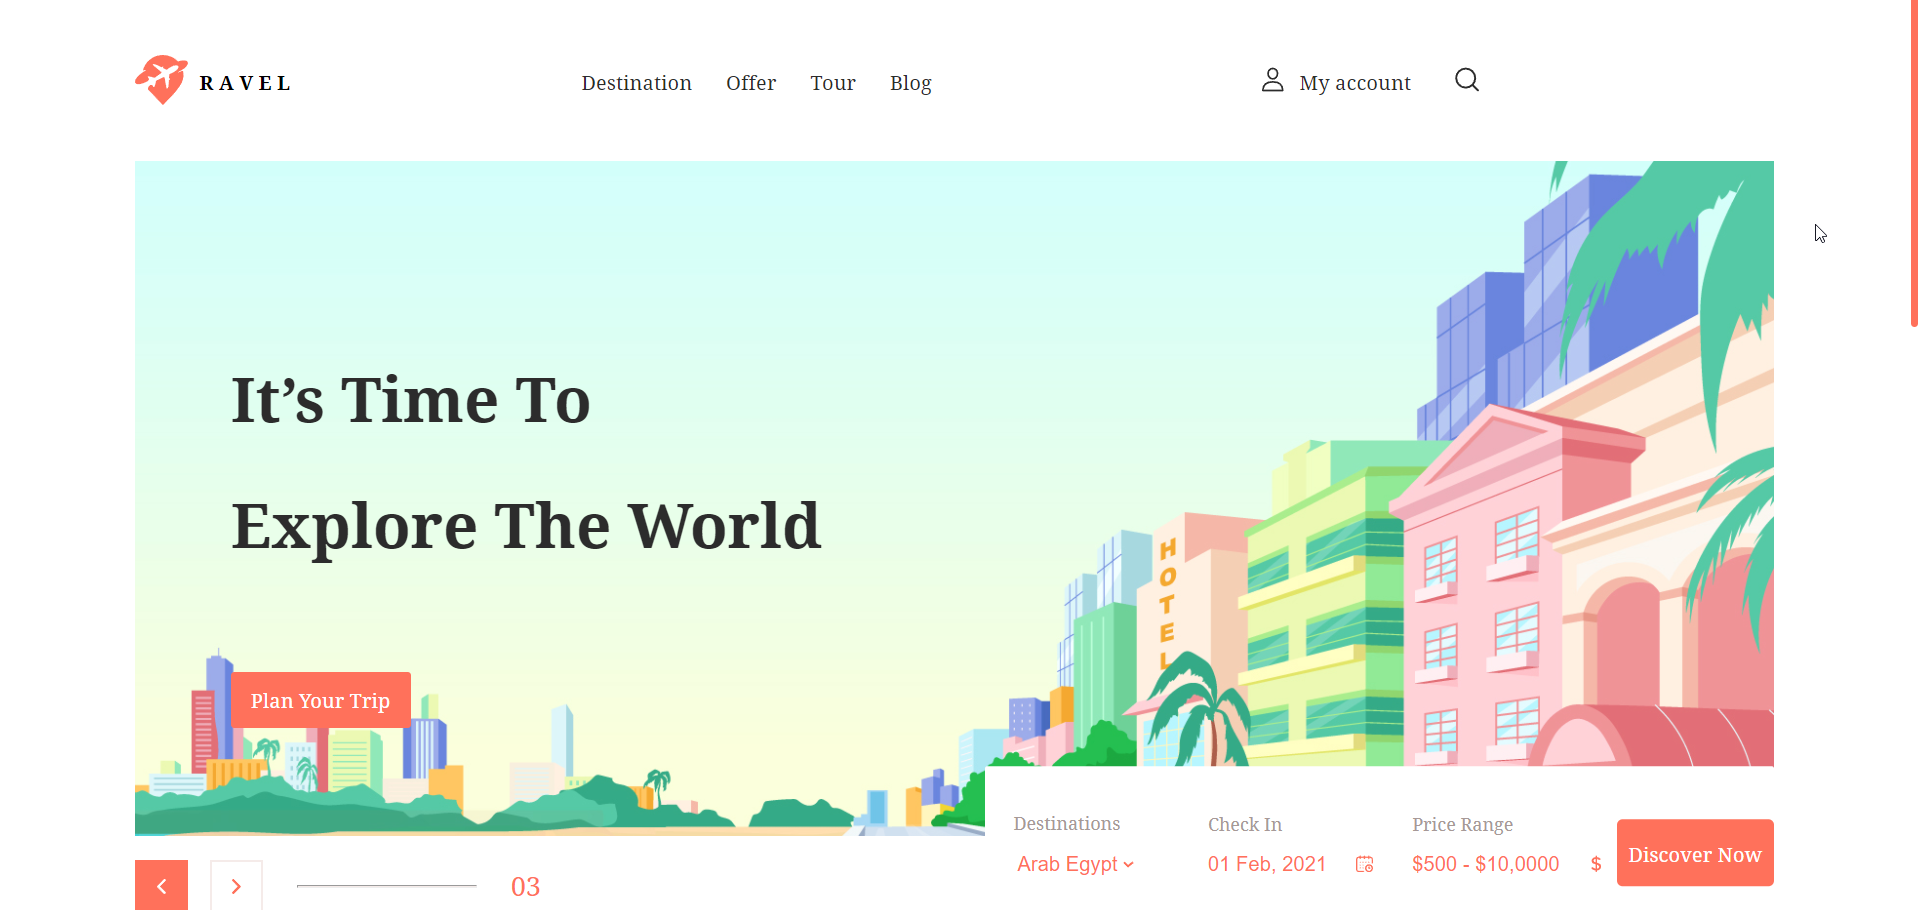 RAVEL
Destination Offer Tour Blog
My account
It's Time To
Explore The World
HOTEL
Plan Your Trip
Destinations Check In Price Range
Arab Egypt 01 Feb, 2021 $500 - $10,0000 $
Discover Now
03